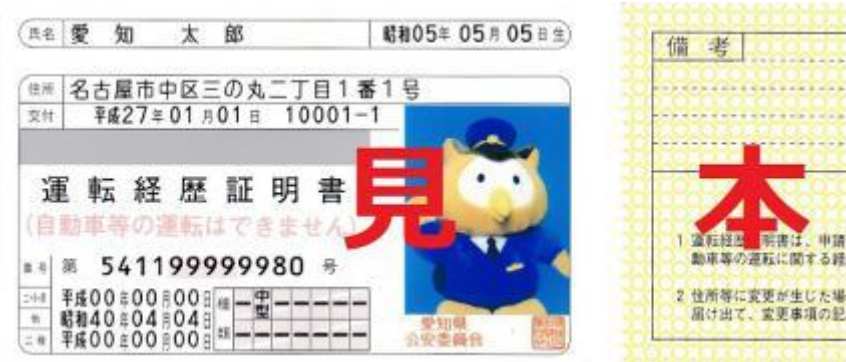 氏名 愛知 太郎 昭和05年05月05日生
住所 名古屋市中区三の丸二丁目1番1号
交付 平成27年01月01日 10001-1
運転経歴証明書
(自動車等の運転はできません)
番号 第 541199999980 号
二・小・原 平成00年00月00日
他 昭和40年04月04日
二種 平成00年00月00日
種類 中型
愛知県
公安委員会
見本
備考
1 運転経歴証明書は、申請
動車等の運転に関する経
2 住所等に変更が生じた場
届け出て、変更事項の記